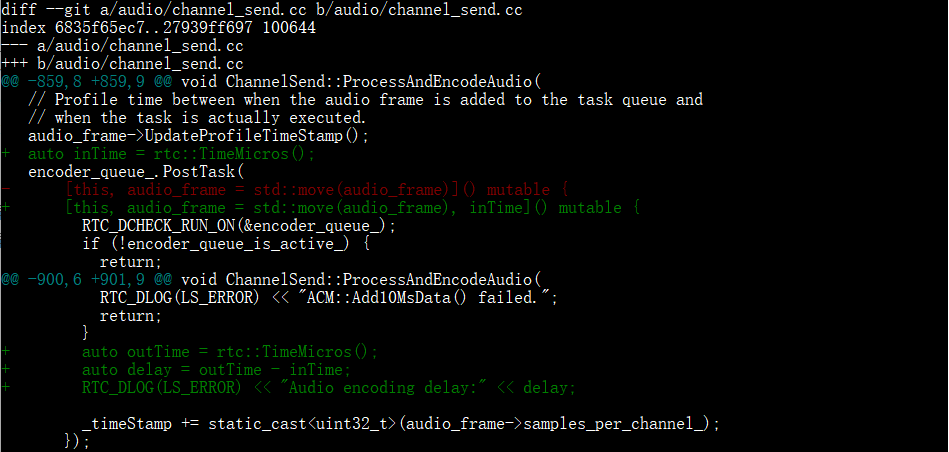 diff --git a/audio/channel_send.cc b/audio/channel_send.cc
index 6835f65ec7..27939ff697 100644
--- a/audio/channel_send.cc
+++ b/audio/channel_send.cc
@@ -859,8 +859,9 @@ void ChannelSend::ProcessAndEncodeAudio(
   // Profile time between when the audio frame is added to the task queue and
   // when the task is actually executed.
   audio_frame->UpdateProfileTimeStamp();
+  auto inTime = rtc::TimeMicros();
   encoder_queue_.PostTask(
-      [this, audio_frame = std::move(audio_frame)]() mutable {
+      [this, audio_frame = std::move(audio_frame), inTime]() mutable {
         RTC_DCHECK_RUN_ON(&encoder_queue_);
         if (!encoder_queue_is_active_) {
           return;
@@ -900,6 +901,9 @@ void ChannelSend::ProcessAndEncodeAudio(
           RTC_DLOG(LS_ERROR) << "ACM::Add10MsData() failed.";
           return;
         }
+        auto outTime = rtc::TimeMicros();
+        auto delay = outTime - inTime;
+        RTC_DLOG(LS_ERROR) << "Audio encoding delay:" << delay;
         _timeStamp += static_cast<uint32_t>(audio_frame->samples_per_channel_);
       });